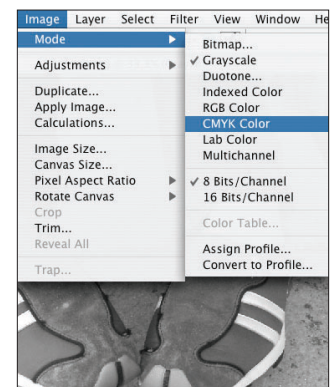 Image Layer Select Filter View Window He
Mode
Adjustments
Duplicate...
Apply Image...
Calculations...
Image Size...
Canvas Size...
Pixel Aspect Ratio
Rotate Canvas
Crop
Trim...
Reveal All
Trap...
Bitmap...
✓ Grayscale
Duotone...
Indexed Color
RGB Color
CMYK Color
Lab Color
Multichannel
✓ 8 Bits/Channel
16 Bits/Channel
Color Table...
Assign Profile...
Convert to Profile...